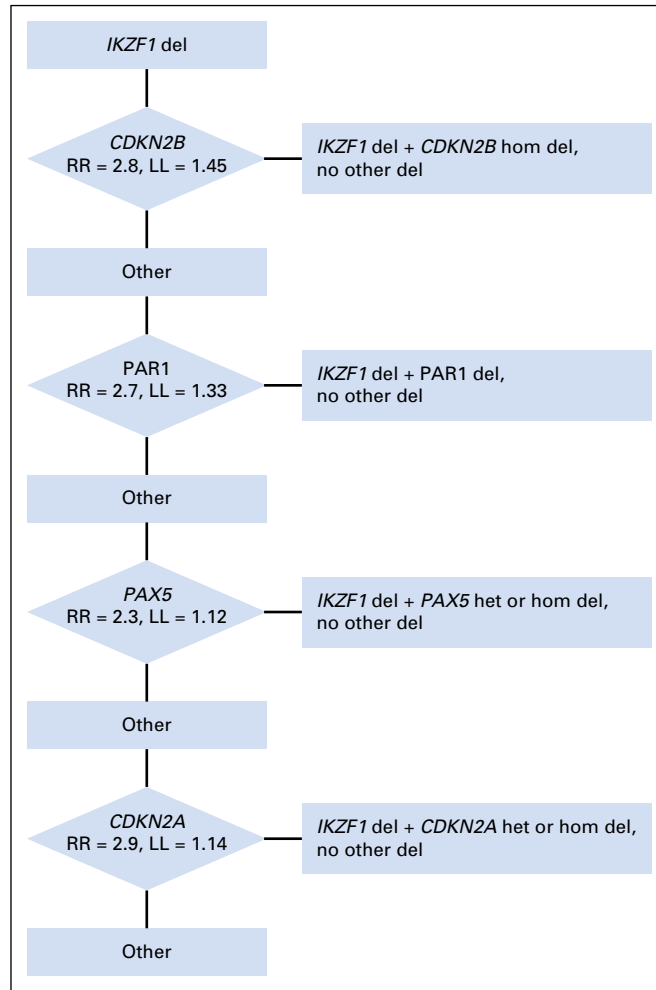 IKZF1 del
CDKN2B
RR = 2.8, LL = 1.45
IKZF1 del + CDKN2B hom del,
no other del
Other
PAR1
RR = 2.7, LL = 1.33
IKZF1 del + PAR1 del,
no other del
Other
PAX5
RR = 2.3, LL = 1.12
IKZF1 del + PAX5 het or hom del,
no other del
Other
CDKN2A
RR = 2.9, LL = 1.14
IKZF1 del + CDKN2A het or hom del,
no other del
Other